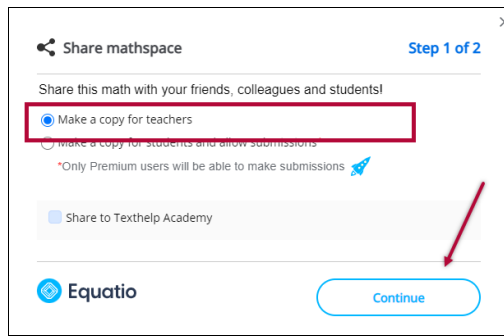 Share mathspace
Step 1 of 2
Share this math with your friends, colleagues and students!
Make a copy for teachers
Make a copy for students and allow submissions*
*Only Premium users will be able to make submissions
Share to Texthelp Academy
Equatio
Continue